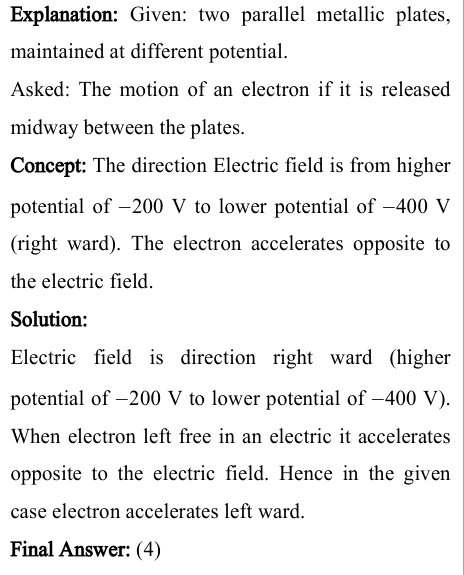 Explanation: Given: two parallel metallic plates,
maintained at different potential.
Asked: The motion of an electron if it is released
midway between the plates.
Concept: The direction Electric field is from higher
potential of −200 V to lower potential of −400 V
(right ward). The electron accelerates opposite to
the electric field.
Solution:
Electric field is direction right ward (higher
potential of −200 V to lower potential of −400 V).
When electron left free in an electric it accelerates
opposite to the electric field. Hence in the given
case electron accelerates left ward.
Final Answer: (4)